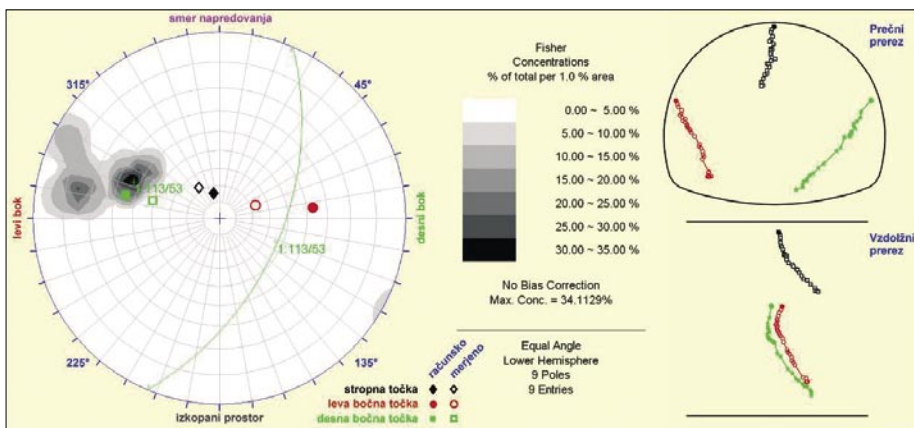 smer napredovanja
315°
45°
levi bok
desni bok
1:113/53
1:113/53
225°
135°
izkopani prostor
računsko
merjeno
stropna točka
leva bočna točka
desna bočna točka
Fisher
Concentrations
% of total per 1.0 % area
0.00 ~ 5.00 %
5.00 ~ 10.00 %
10.00 ~ 15.00 %
15.00 ~ 20.00 %
20.00 ~ 25.00 %
25.00 ~ 30.00 %
30.00 ~ 35.00 %
No Bias Correction
Max. Conc. = 34.1129%
Equal Angle
Lower Hemisphere
9 Poles
9 Entries
Prečni
prerez
Vzdolžni
prerez